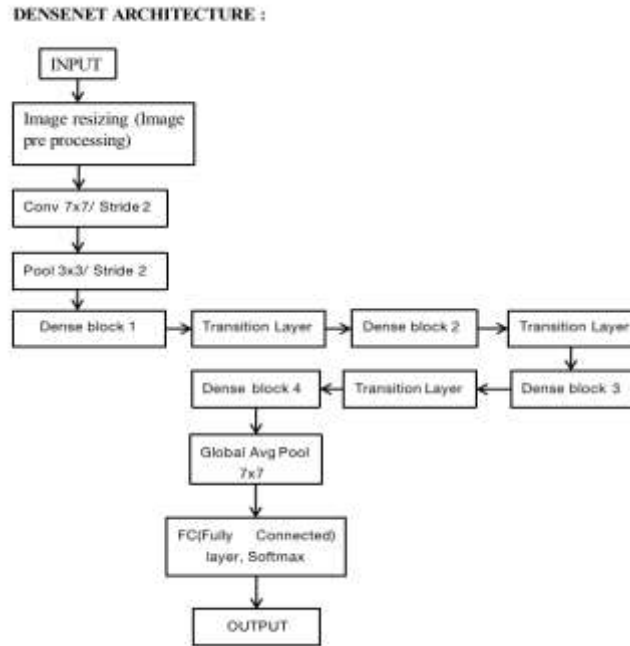 DENSENET ARCHITECTURE :
INPUT
Image resizing (Image
pre processing)
Conv 7x7/ Stride 2
Pool 3x3/ Stride 2
Dense block 1
Transition Layer
Dense block 2
Transition Layer
Dense block 3
Transition Layer
Dense block 4
Global Avg Pool
7x7
FC(Fully Connected)
layer, Softmax
OUTPUT